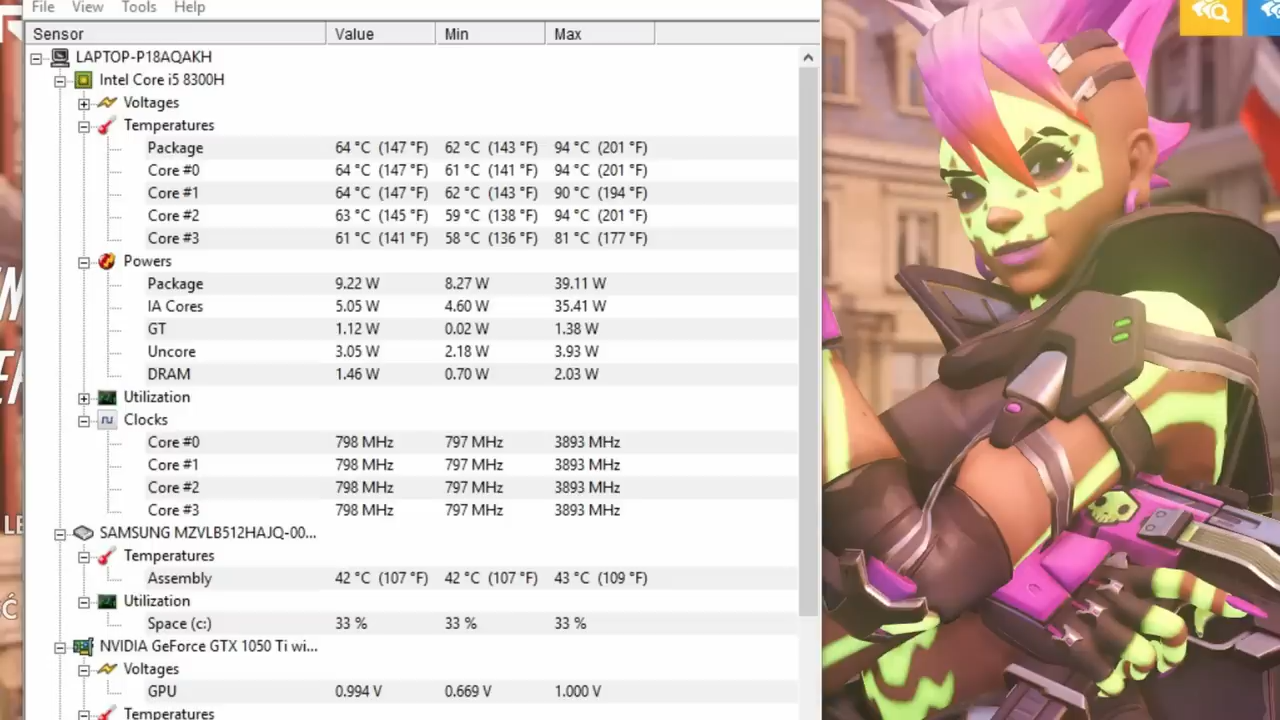 File View Tools Help
Sensor Value Min Max
LAPTOP-P18AQAKH
Intel Core i5 8300H
Voltages
Temperatures
Package 64 °C (147 °F) 62 °C (143 °F) 94 °C (201 °F)
Core #0 64 °C (147 °F) 61 °C (141 °F) 94 °C (201 °F)
Core #1 64 °C (147 °F) 62 °C (143 °F) 90 °C (194 °F)
Core #2 63 °C (145 °F) 59 °C (138 °F) 94 °C (201 °F)
Core #3 61 °C (141 °F) 58 °C (136 °F) 81 °C (177 °F)
Powers
Package 9.22 W 8.27 W 39.11 W
IA Cores 5.05 W 4.60 W 35.41 W
GT 1.12 W 0.02 W 1.38 W
Uncore 3.05 W 2.18 W 3.93 W
DRAM 1.46 W 0.70 W 2.03 W
Utilization
Clocks
Core #0 798 MHz 797 MHz 3893 MHz
Core #1 798 MHz 797 MHz 3893 MHz
Core #2 798 MHz 797 MHz 3893 MHz
Core #3 798 MHz 797 MHz 3893 MHz
SAMSUNG MZVLB512HAJQ-00...
Temperatures
Assembly 42 °C (107 °F) 42 °C (107 °F) 43 °C (109 °F)
Utilization
Space (c:) 33 % 33 % 33 %
NVIDIA GeForce GTX 1050 Ti wi...
Voltages
GPU 0.994 V 0.669 V 1.000 V
Temperatures